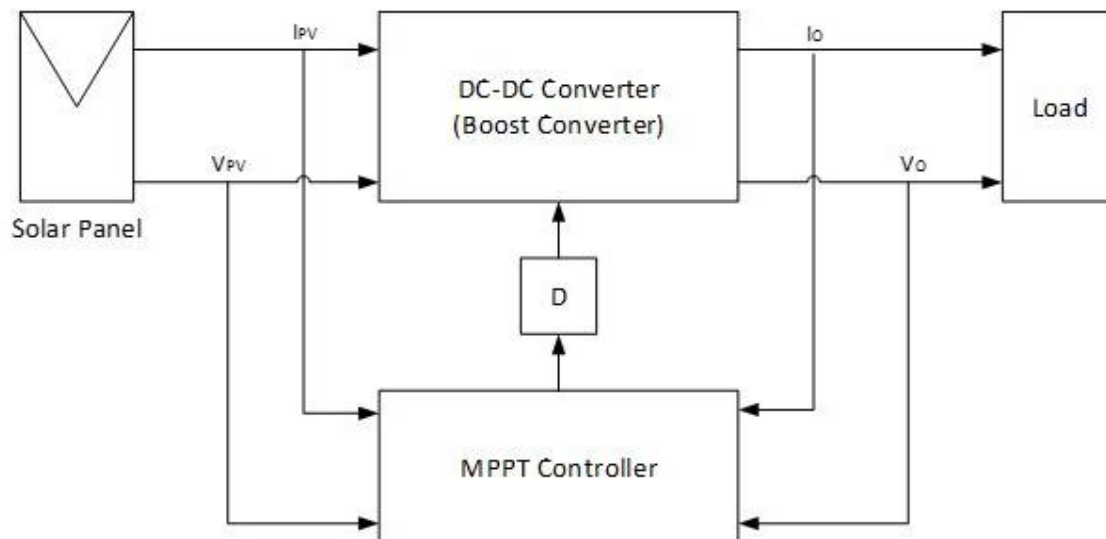 IPV
IO
DC-DC Converter
(Boost Converter)
Load
VPV
VO
Solar Panel
D
MPPT Controller